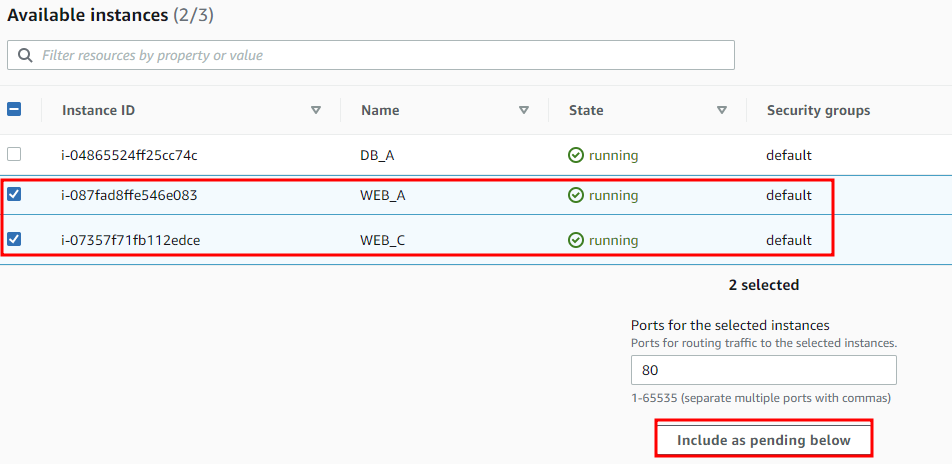 Available instances (2/3)
Filter resources by property or value
Instance ID Name State Security groups
i-04865524ff25cc74c DB_A running default
i-087fad8ffe546e083 WEB_A running default
i-07357f71fb112edce WEB_C running default
2 selected
Ports for the selected instances
Ports for routing traffic to the selected instances.
80
1-65535 (separate multiple ports with commas)
Include as pending below